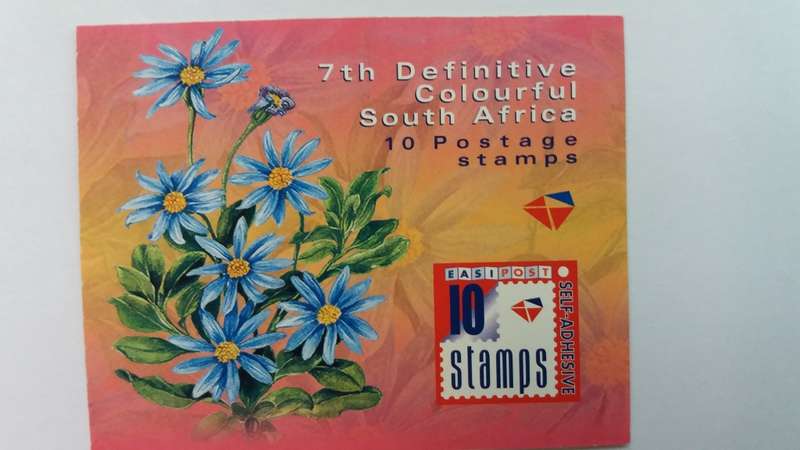 7th Definitive
Colourful
South Africa
10 Postage
stamps
EASIPOST
10
stamps
SELF-ADHESIVE